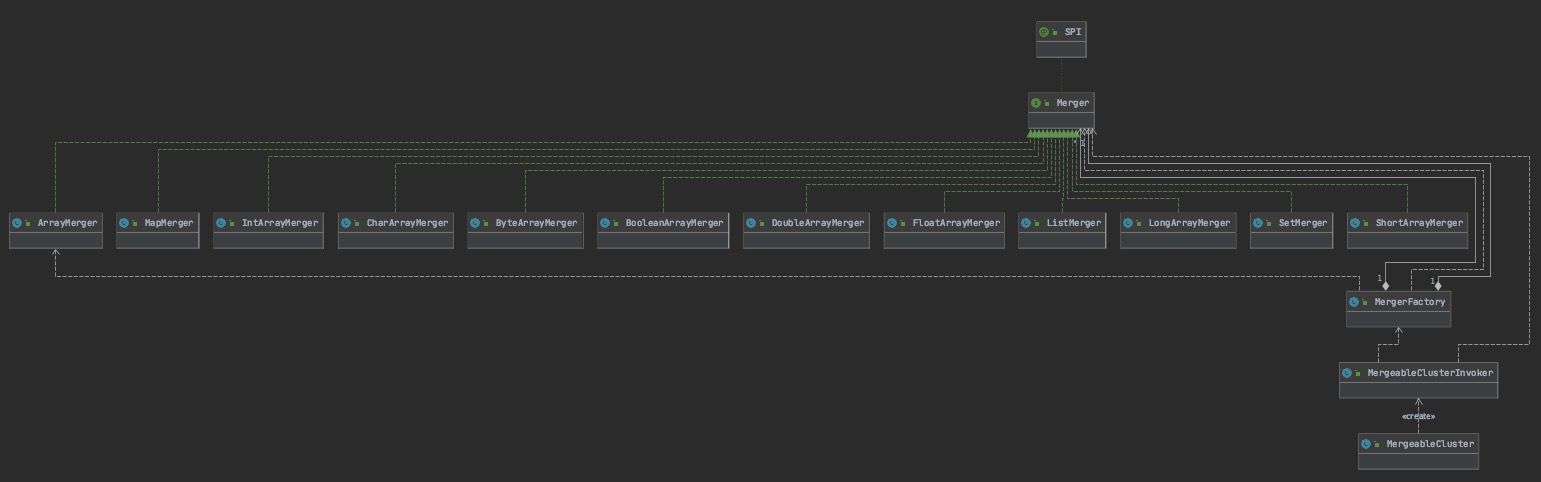 SPI
Merger
1
ArrayMerger
MapMerger
IntArrayMerger
CharArrayMerger
ByteArrayMerger
BooleanArrayMerger
DoubleArrayMerger
FloatArrayMerger
ListMerger
LongArrayMerger
SetMerger
ShortArrayMerger
1
1
MergerFactory
MergeableClusterInvoker
«create»
MergeableCluster